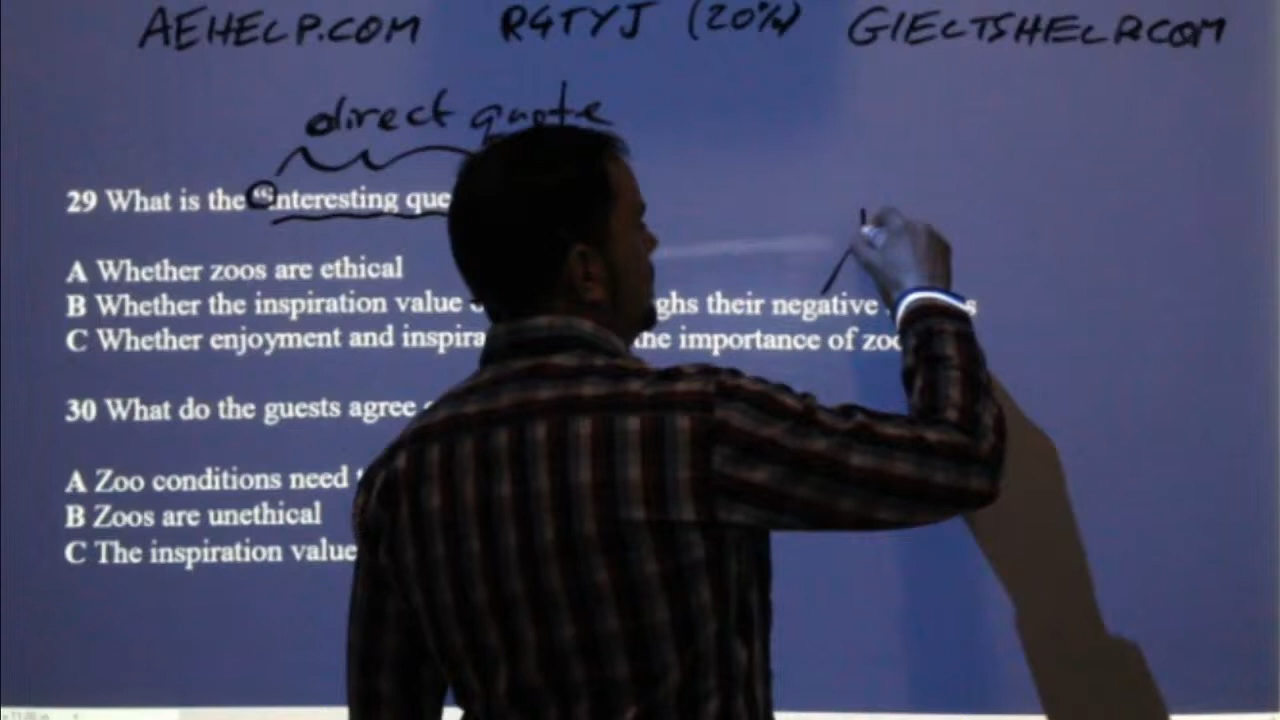 AEHELP.COM R4TYJ (20%) GIELTSHELP.COM
direct quote
29 What is the “interesting que
A Whether zoos are ethical
B Whether the inspiration value ghs their negative
C Whether enjoyment and inspira the importance of zoo
30 What do the guests agree
A Zoo conditions need
B Zoos are unethical
C The inspiration value